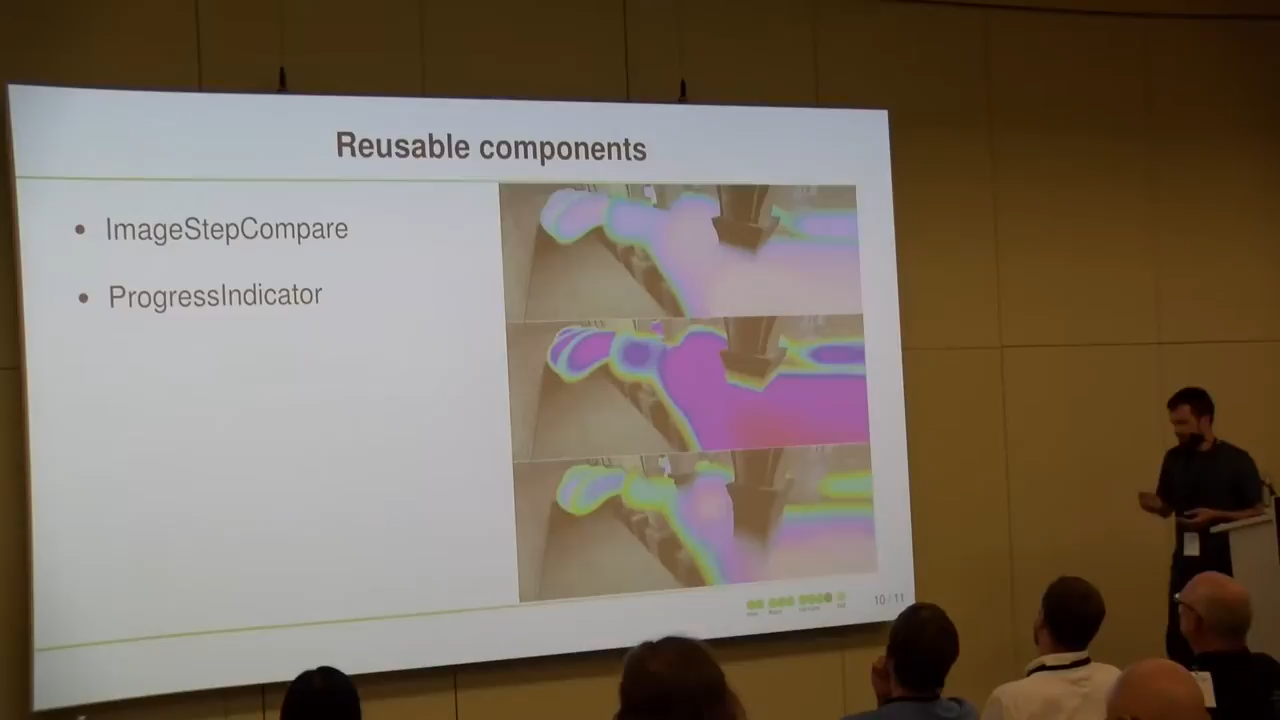 Reusable components
• ImageStepCompare
• ProgressIndicator
10 / 11